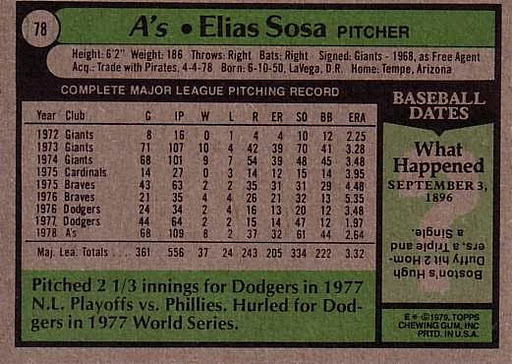 78
A's • Elias Sosa PITCHER
Height: 6'2" Weight: 186 Throws: Right Bats: Right Signed: Giants - 1968, as Free Agent
Acq.: Trade with Pirates, 4-4-78 Born: 6-10-50, LaVega, D.R. Home: Tempe, Arizona
COMPLETE MAJOR LEAGUE PITCHING RECORD
Year Club G IP W L R ER SO BB ERA
1972 Giants 8 16 0 1 4 4 10 12 2.25
1973 Giants 71 107 10 4 42 39 70 41 3.28
1974 Giants 68 101 9 7 54 39 48 45 3.48
1975 Cardinals 14 27 0 3 14 12 15 14 3.95
1975 Braves 43 63 2 2 35 31 31 29 4.48
1976 Braves 21 35 4 4 26 21 32 13 5.35
1976 Dodgers 24 34 2 4 16 13 20 12 3.48
1977 Dodgers 44 64 2 2 15 14 47 12 1.97
1978 A's 68 109 8 2 37 32 61 44 2.64
Maj. Lea. Totals . . . 361 556 37 24 243 205 334 222 3.32
Pitched 2 1/3 innings for Dodgers in 1977
N.L. Playoffs vs. Phillies. Hurled for Dod-
gers in 1977 World Series.
BASEBALL
DATES
What
Happened
SEPTEMBER 3,
1896
?
Boston's Hugh
Duffy hit 2 Hom-
ers, a Triple and
a Single.
©1979, TOPPS
CHEWING GUM, INC
PRTD. IN U.S.A.